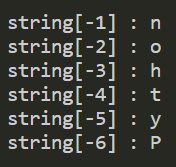 string[-1] : n
string[-2] : o
string[-3] : h
string[-4] : t
string[-5] : y
string[-6] : P